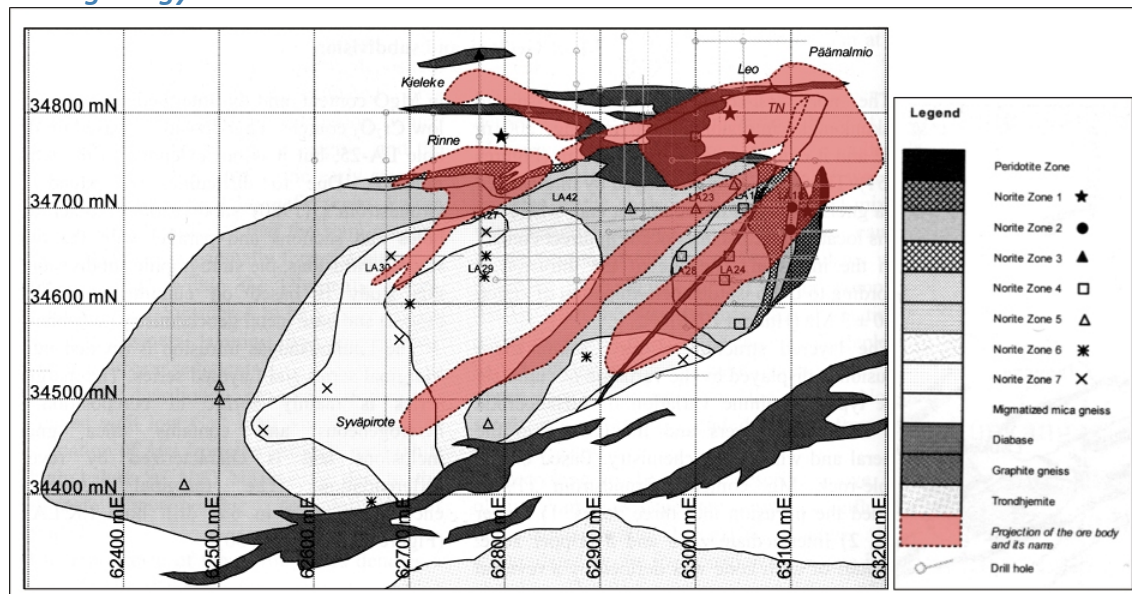 Päämalmio
Leo
Kieleke
TN
34800 mN
Rinne
34700 mN
LA42
LA23
LA27
LA30
LA29
LA28
LA24
34600 mN
34500 mN
Syväpirote
34400 mN
62400 mE
62500 mE
62600 mE
62700 mE
62800 mE
62900 mE
63000 mE
63100 mE
63200 mE
Legend
Peridotite Zone
Norite Zone 1
Norite Zone 2
Norite Zone 3
Norite Zone 4
Norite Zone 5
Norite Zone 6
Norite Zone 7
Migmatized mica gneiss
Diabase
Graphite gneiss
Trondhjemite
Projection of the ore body
and its name
Drill hole